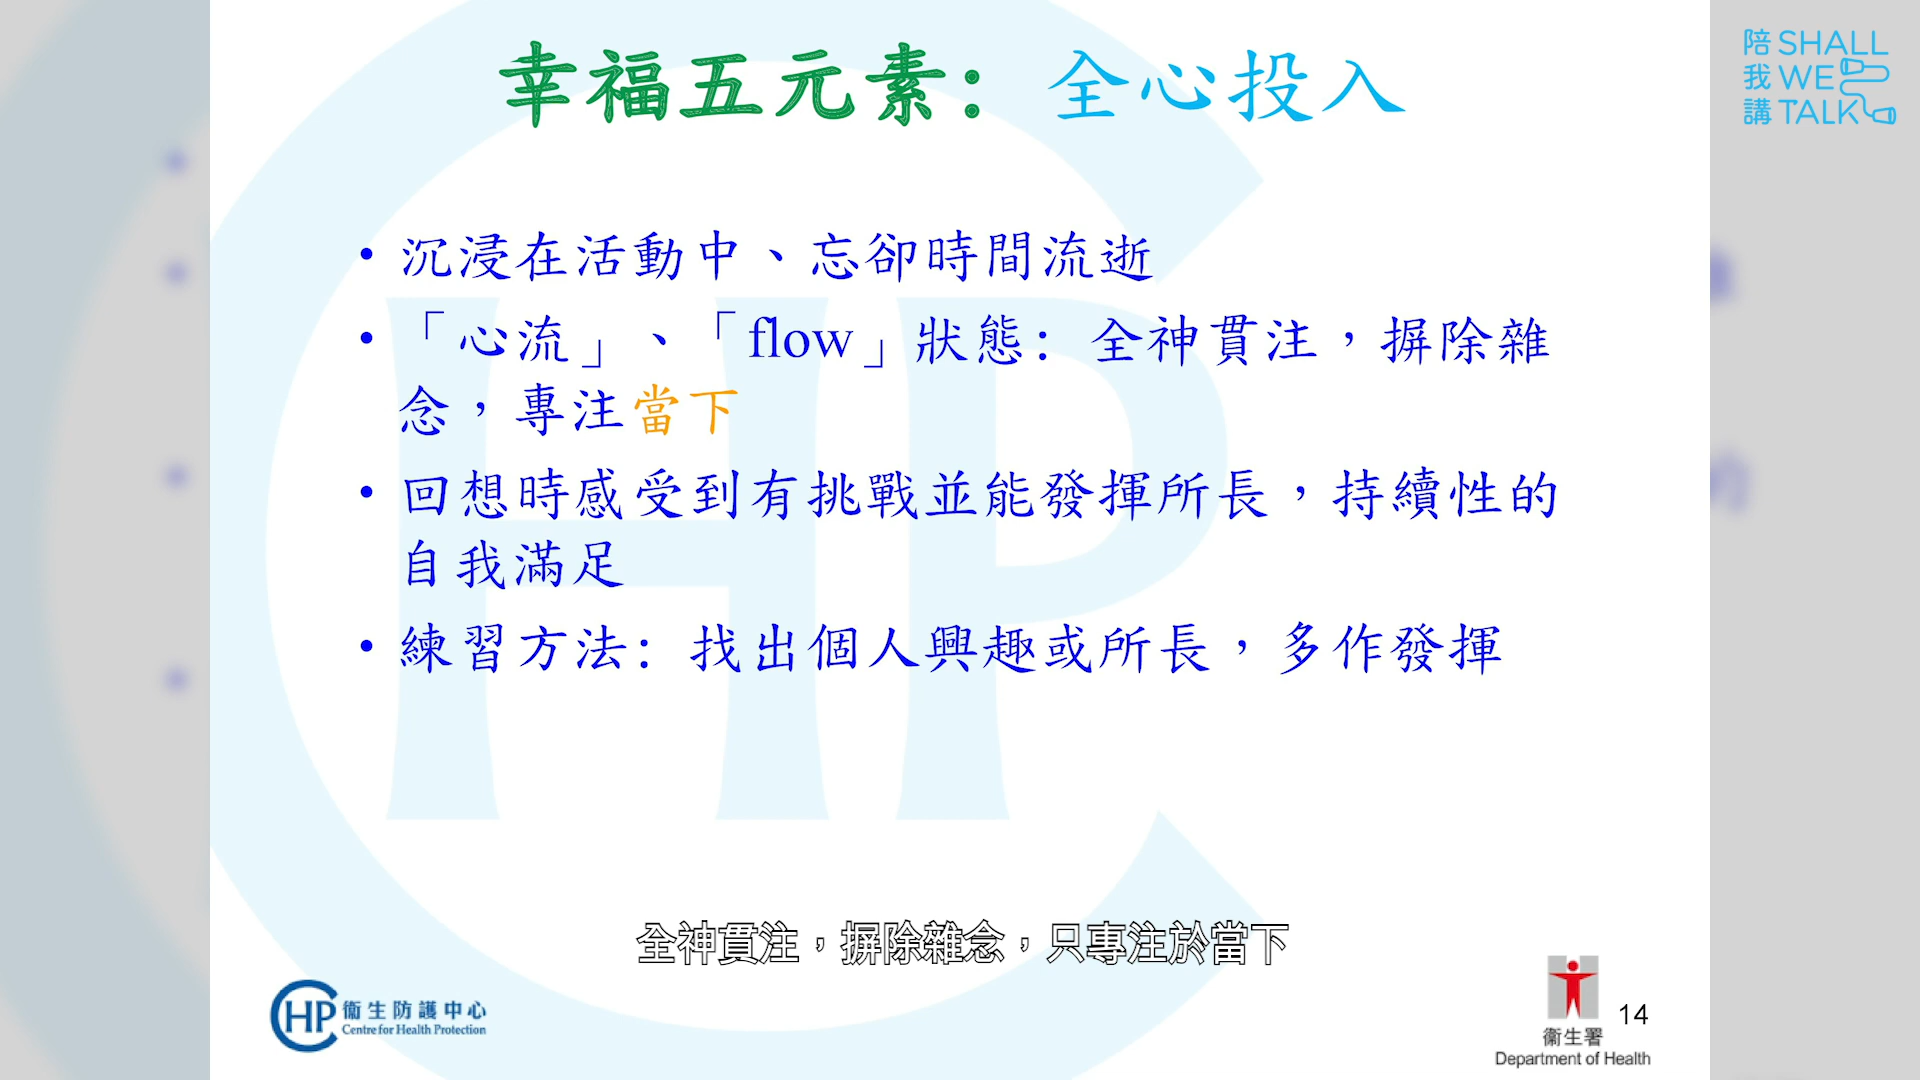 幸福五元素: 全心投入
陪 SHALL
我 WE
講 TALK
• 沉浸在活動中、忘卻時間流逝
• 「心流」、「flow」狀態: 全神貫注，摒除雜
念，專注當下
• 回想時感受到有挑戰並能發揮所長，持續性的
自我滿足
• 練習方法: 找出個人興趣或所長，多作發揮
全神貫注，摒除雜念，只專注於當下
CHP 衞生防護中心
Centre for Health Protection
14
衞生署
Department of Health